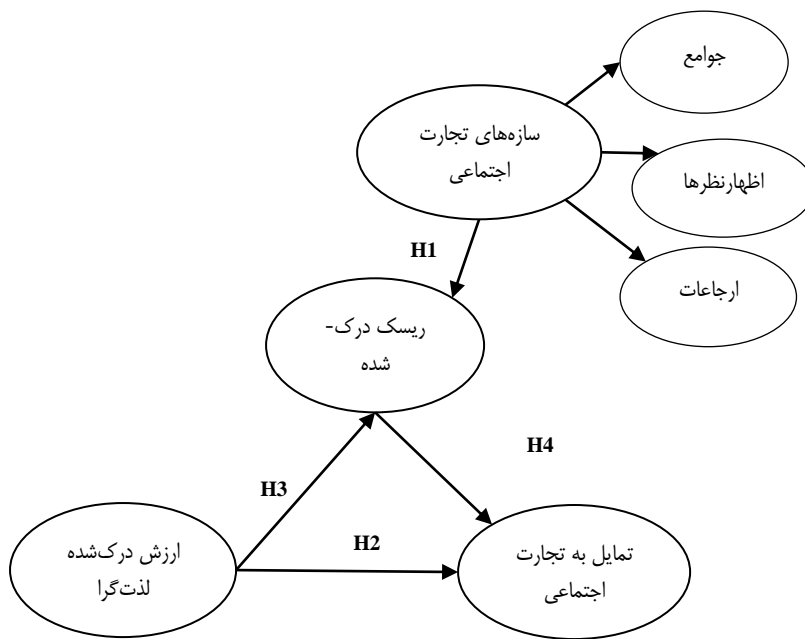 جوامع
سازه‌های تجارت
اجتماعی
اظهارنظرها
ارجاعات
H1
ریسک درک-
شده
H4
H3
H2
ارزش درک‌شده
لذت‌گرا
تمایل به تجارت
اجتماعی